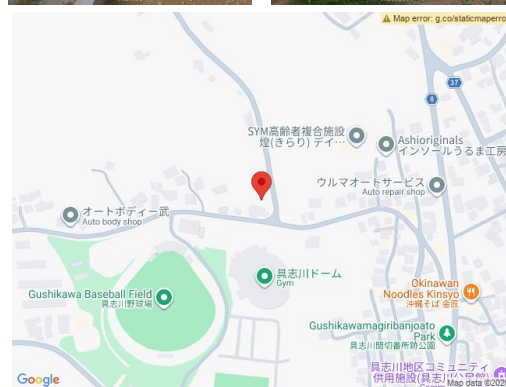 Map error: g.co/staticmaperro
37
8
SYM高齢者複合施設
煌(きらり) デイ…
Ashioriginals
インソールうるま工房
ウルマオートサービス
Auto repair shop
オートボディー武
Auto body shop
具志川ドーム
Gym
Gushikawa Baseball Field
具志川野球場
Okinawan
Noodles Kinsyo
沖縄そば 金匠
Gushikawamagiribanjoato
Park
具志川間切番所跡公園
具志川地区コミュニティ
供用施設(具志川公民館)
Google
Map data ©202